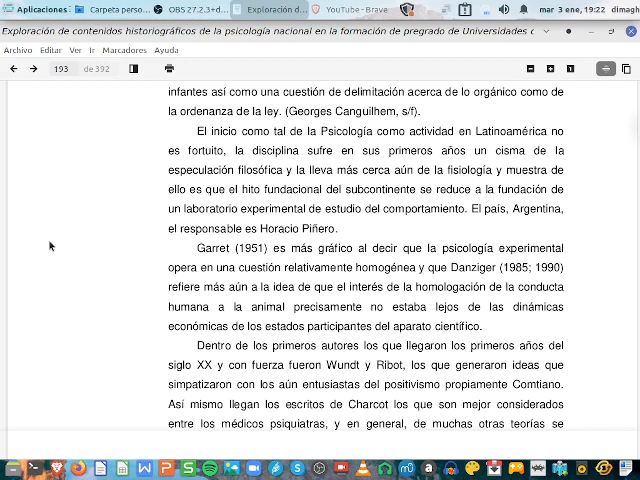 Aplicaciones Carpeta perso... OBS 27.2.3+d... Exploración d... YouTube - Brave mar 3 ene, 19:22 dimagh
Exploración de contenidos historiográficos de la psicología nacional en la formación de pregrado de Universidades c
Archivo Editar Ver Ir Marcadores Ayuda
193 de 392
infantes así como una cuestión de delimitación acerca de lo orgánico como de
la ordenanza de la ley. (Georges Canguilhem, s/f).
El inicio como tal de la Psicología como actividad en Latinoamérica no
es fortuito, la disciplina sufre en sus primeros años un cisma de la
especulación filosófica y la lleva más cerca aún de la fisiología y muestra de
ello es que el hito fundacional del subcontinente se reduce a la fundación de
un laboratorio experimental de estudio del comportamiento. El país, Argentina,
el responsable es Horacio Piñero.
Garret (1951) es más gráfico al decir que la psicología experimental
opera en una cuestión relativamente homogénea y que Danziger (1985; 1990)
refiere más aún a la idea de que el interés de la homologación de la conducta
humana a la animal precisamente no estaba lejos de las dinámicas
económicas de los estados participantes del aparato científico.
Dentro de los primeros autores los que llegaron los primeros años del
siglo XX y con fuerza fueron Wundt y Ribot, los que generaron ideas que
simpatizaron con los aún entusiastas del positivismo propiamente Comtiano.
Así mismo llegan los escritos de Charcot los que son mejor considerados
entre los médicos psiquiatras, y en general, de muchas otras teorías se